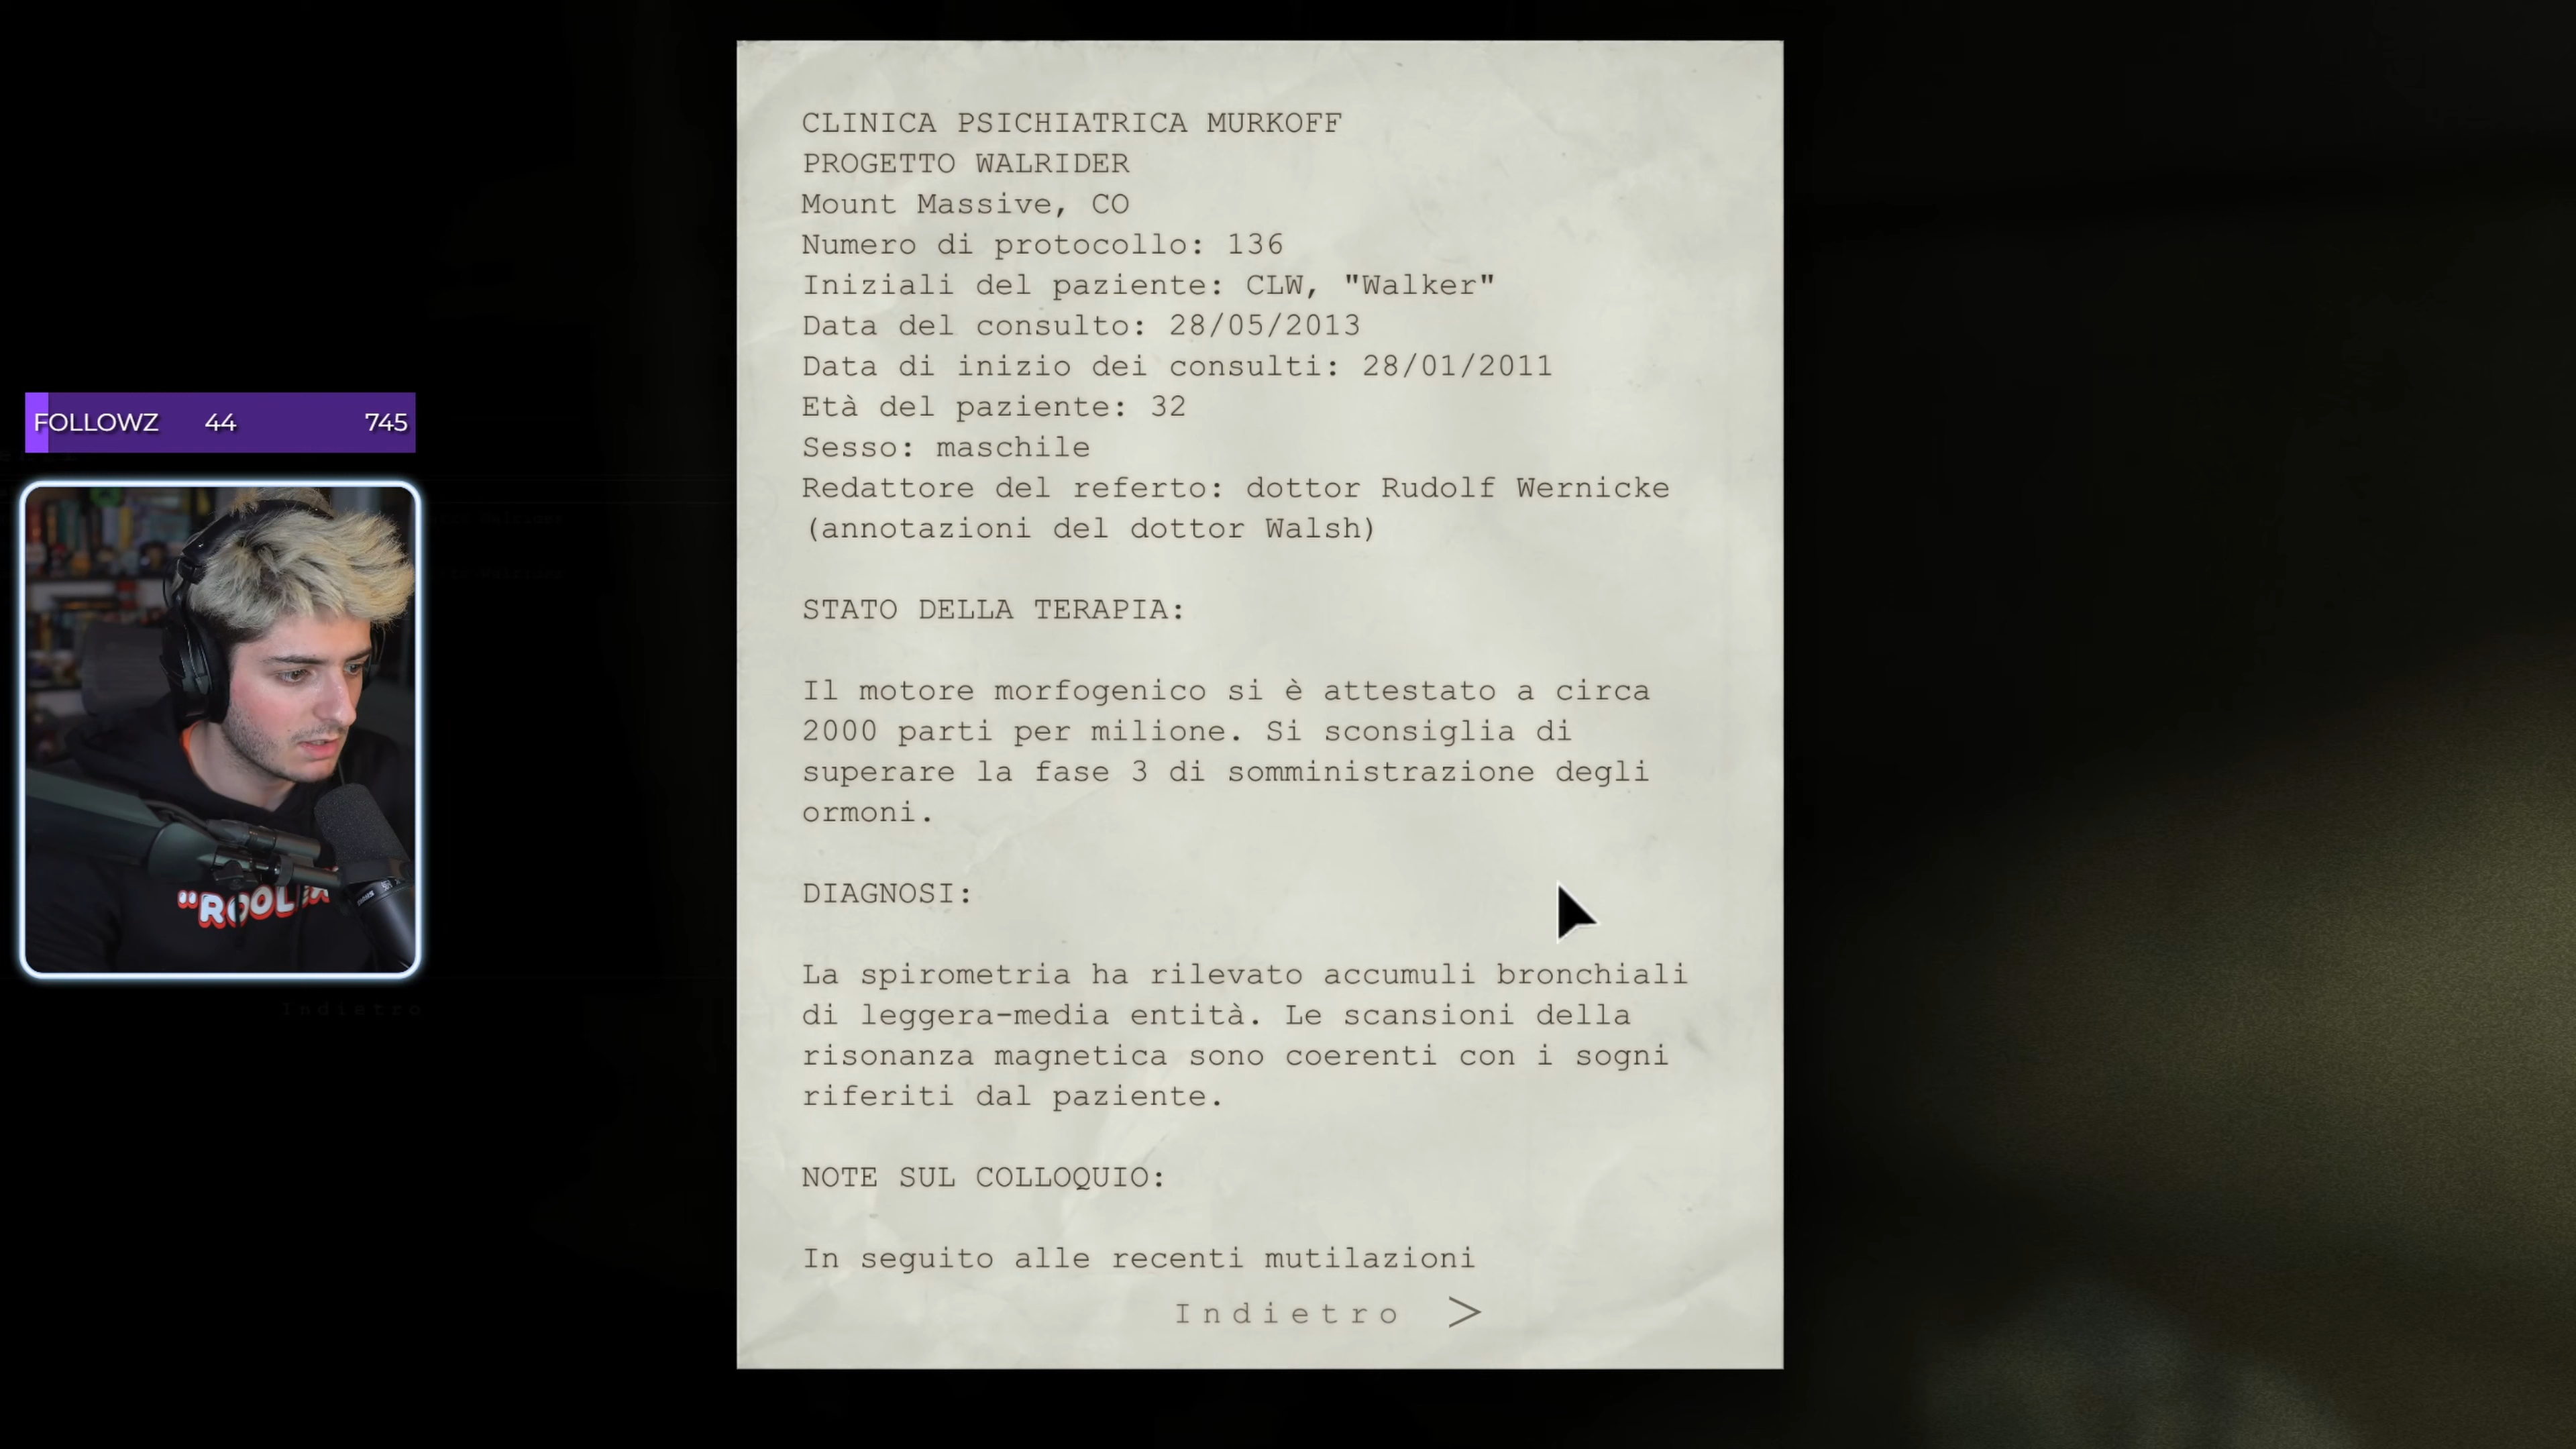 CLINICA PSICHIATRICA MURKOFF
PROGETTO WALRIDER
Mount Massive, CO
Numero di protocollo: 136
Iniziali del paziente: CLW, "Walker"
Data del consulto: 28/05/2013
Data di inizio dei consulti: 28/01/2011
Età del paziente: 32
Sesso: maschile
Redattore del referto: dottor Rudolf Wernicke
(annotazioni del dottor Walsh)
STATO DELLA TERAPIA:
Il motore morfogenico si è attestato a circa
2000 parti per milione. Si sconsiglia di
superare la fase 3 di somministrazione degli
ormoni.
DIAGNOSI:
La spirometria ha rilevato accumuli bronchiali
di leggera-media entità. Le scansioni della
risonanza magnetica sono coerenti con i sogni
riferiti dal paziente.
NOTE SUL COLLOQUIO:
In seguito alle recenti mutilazioni
Indietro >
FOLLOWZ 44 745
Indietro